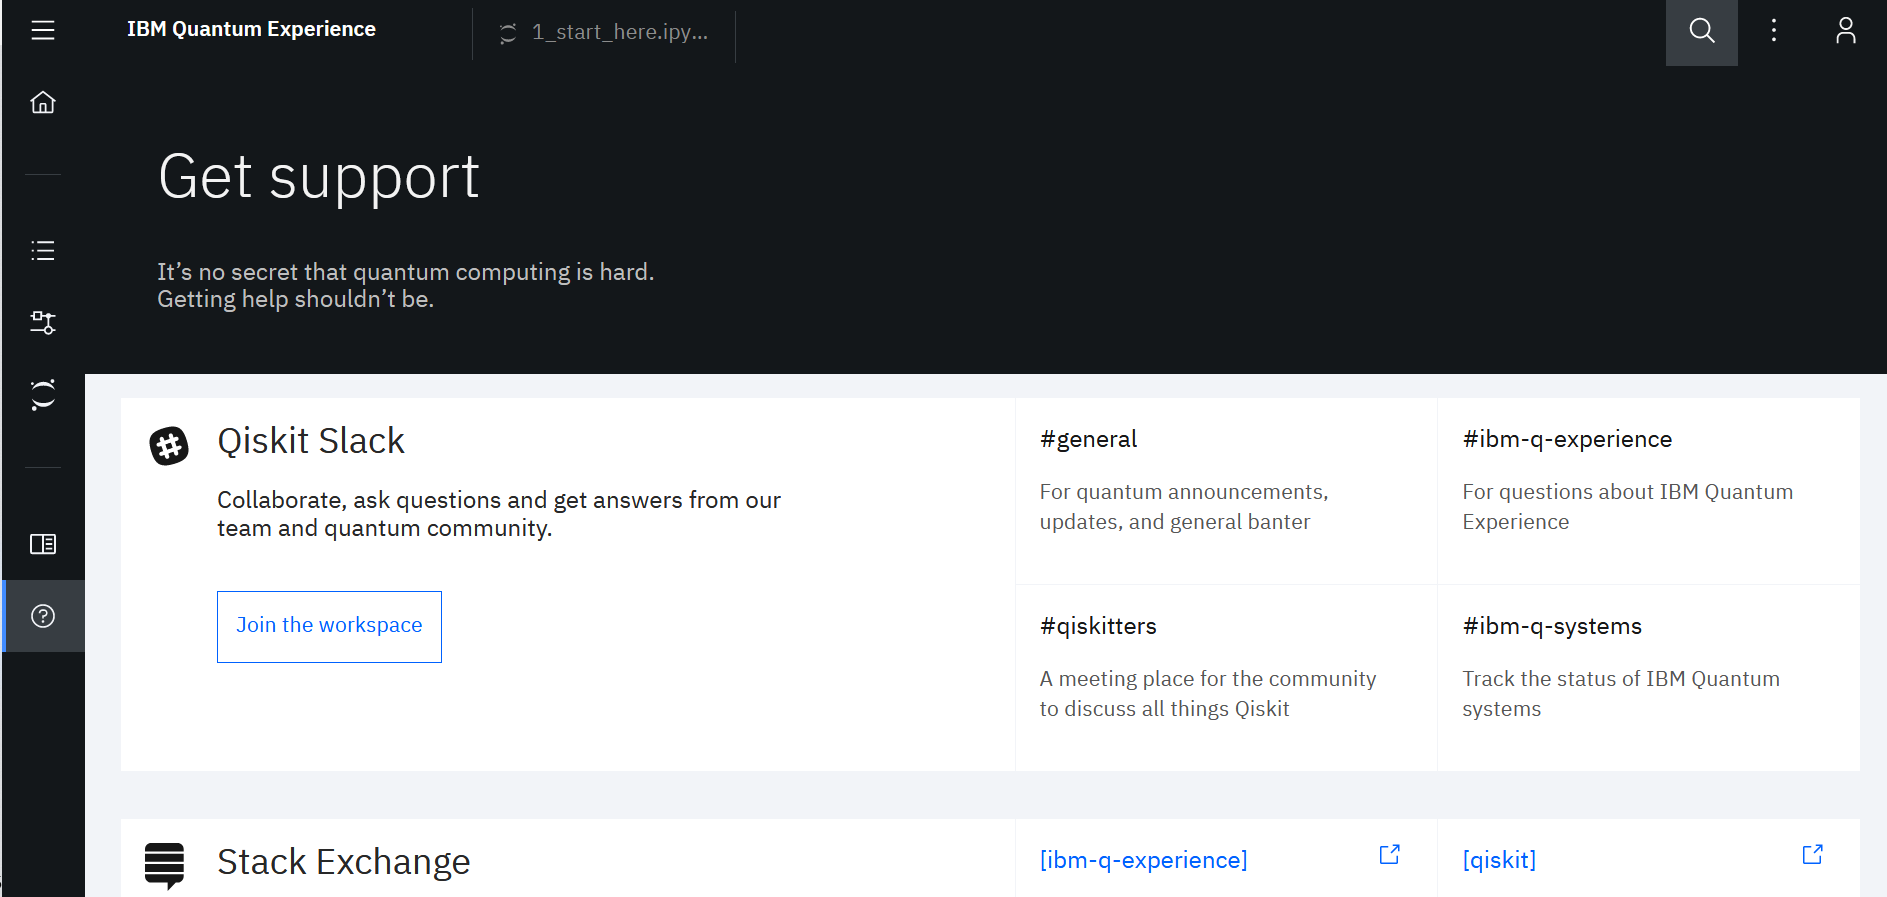 IBM Quantum Experience
1_start_here.ipy...
Get support
It’s no secret that quantum computing is hard.
Getting help shouldn’t be.
Qiskit Slack
Collaborate, ask questions and get answers from our
team and quantum community.
Join the workspace
#general
For quantum announcements,
updates, and general banter
#ibm-q-experience
For questions about IBM Quantum
Experience
#qiskitters
A meeting place for the community
to discuss all things Qiskit
#ibm-q-systems
Track the status of IBM Quantum
systems
Stack Exchange
[ibm-q-experience]
[qiskit]